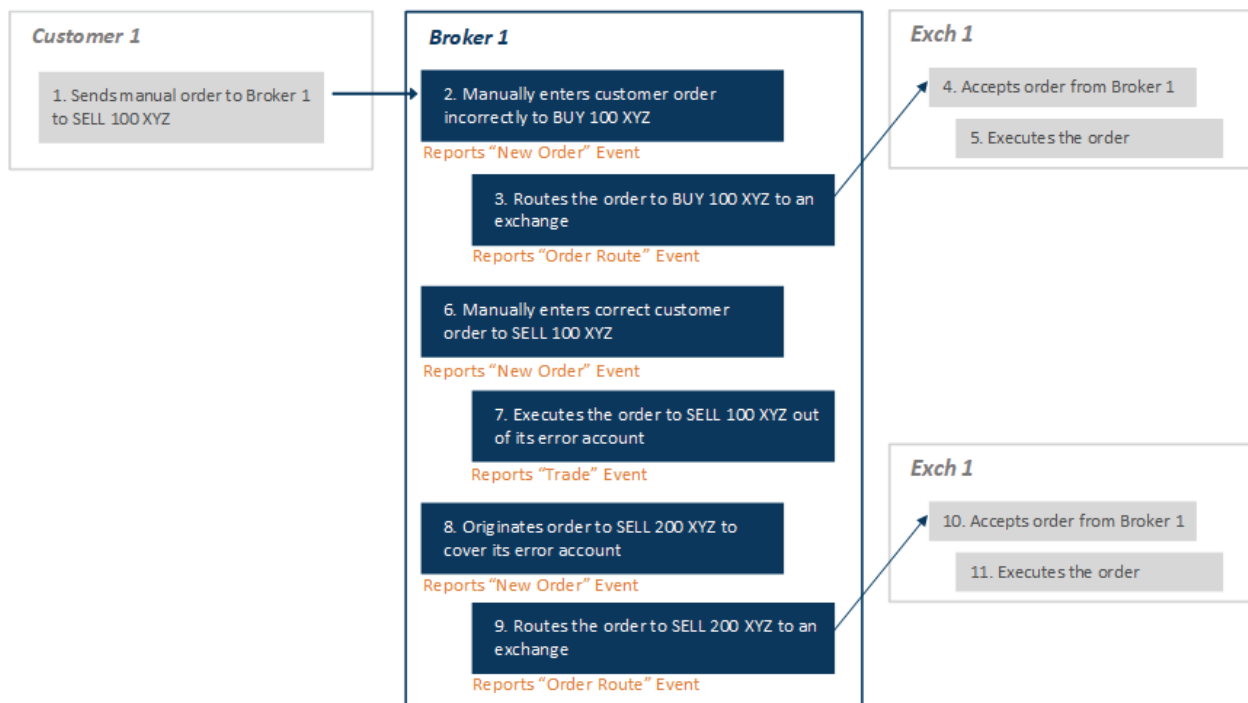 Customer 1
1. Sends manual order to Broker 1
to SELL 100 XYZ
Broker 1
2. Manually enters customer order
incorrectly to BUY 100 XYZ
Reports “New Order” Event
3. Routes the order to BUY 100 XYZ to an
exchange
Reports “Order Route” Event
Exch 1
4. Accepts order from Broker 1
5. Executes the order
6. Manually enters correct customer
order to SELL 100 XYZ
Reports “New Order” Event
7. Executes the order to SELL 100 XYZ out
of its error account
Reports “Trade” Event
8. Originates order to SELL 200 XYZ to
cover its error account
Reports “New Order” Event
9. Routes the order to SELL 200 XYZ to an
exchange
Reports “Order Route” Event
Exch 1
10. Accepts order from Broker 1
11. Executes the order